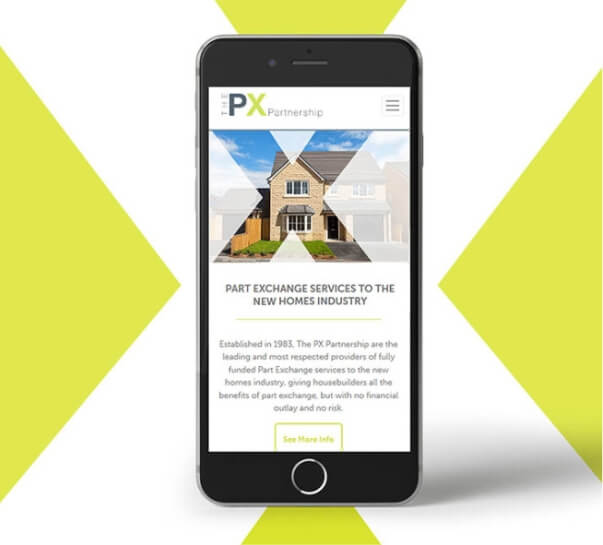 THE PX Partnership
PART EXCHANGE SERVICES TO THE
NEW HOMES INDUSTRY
Established in 1983, The PX Partnership are the
leading and most respected providers of fully
funded Part Exchange services to the new
homes industry, giving housebuilders all the
benefits of part exchange, but with no financial
outlay and no risk.
See More Info